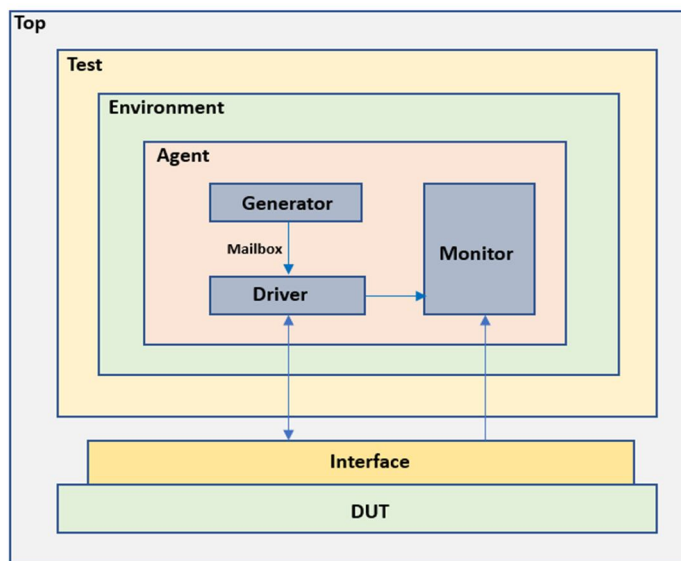 Top
Test
Environment
Agent
Generator
Mailbox
Monitor
Driver
Interface
DUT